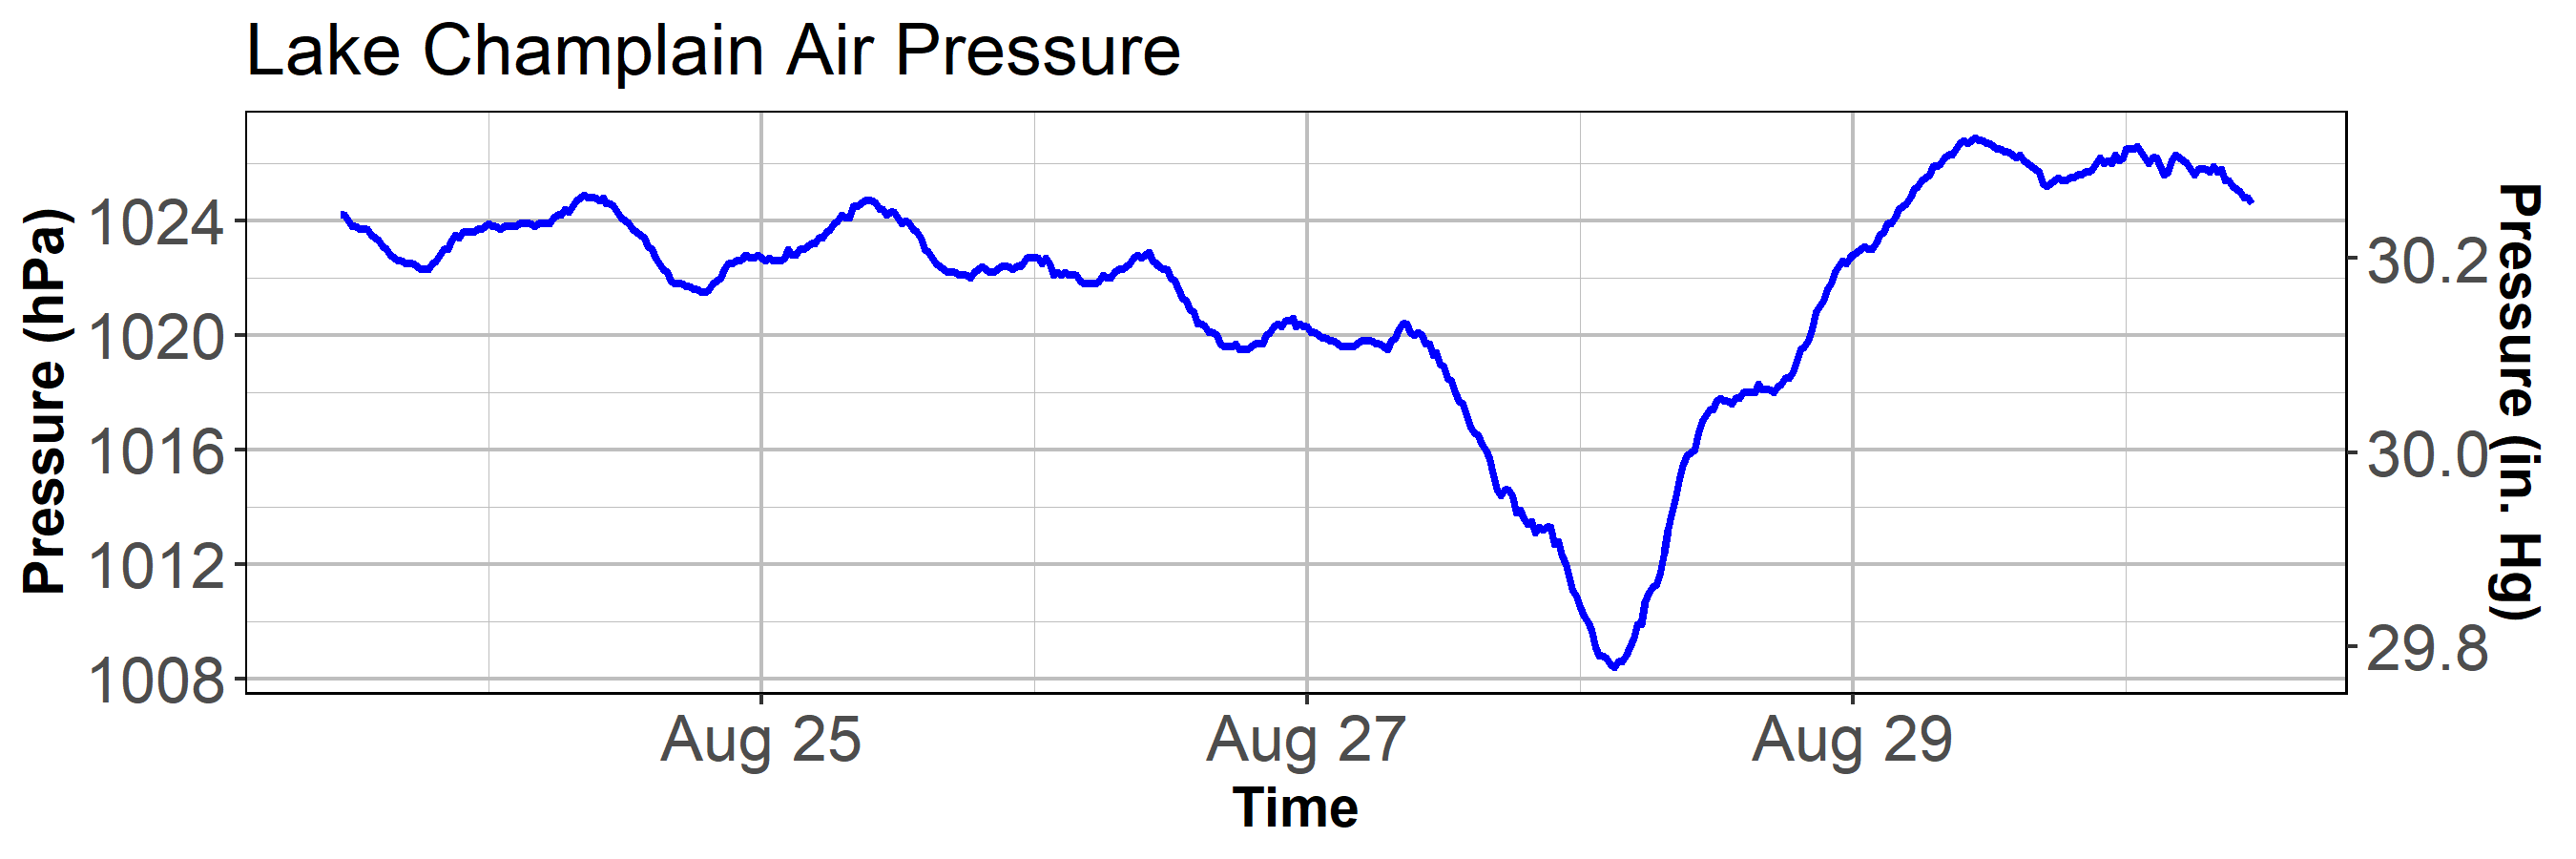 Lake Champlain Air Pressure
Pressure (hPa)
1024
1020
1016
1012
1008
30.2
30.0
29.8
Pressure (in. Hg)
Aug 25
Aug 27
Aug 29
Time